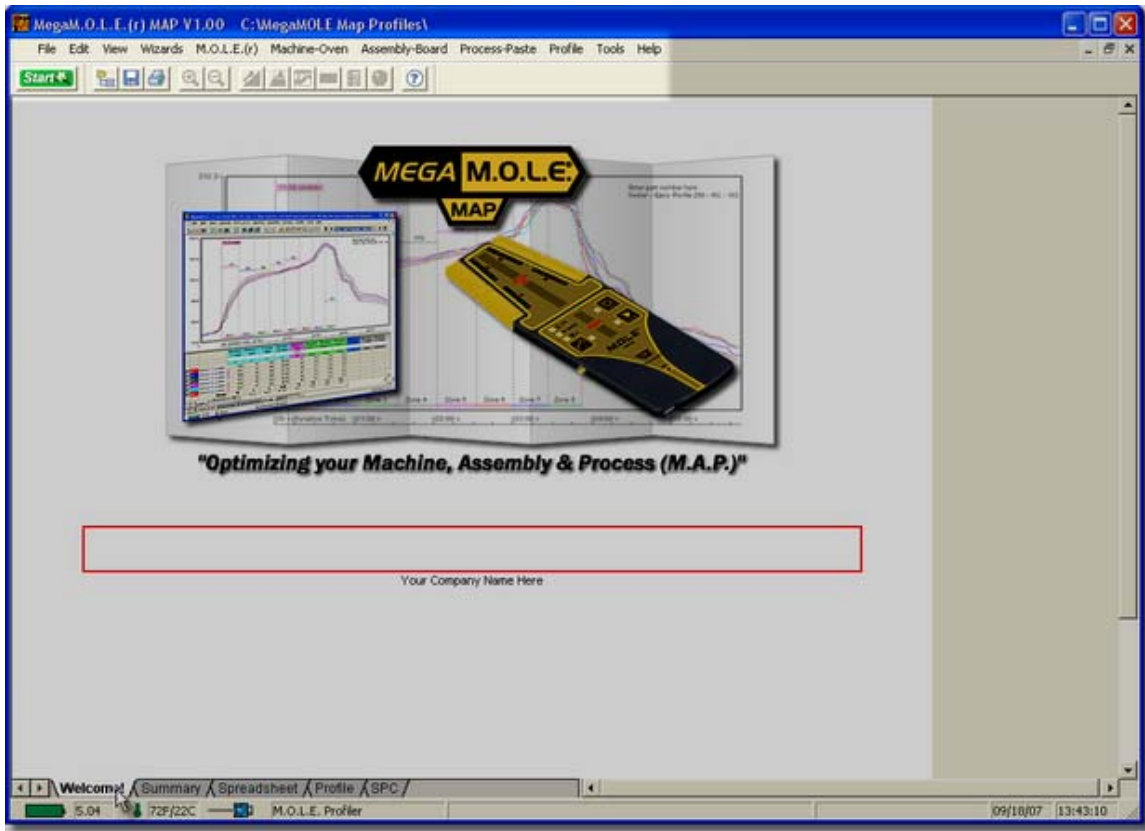 MegaM.O.L.E.(r) MAP V1.00 C:\MegaMOLE Map Profiles\
File Edit View Wizards M.O.L.E.(r) Machine-Oven Assembly-Board Process-Paste Profile Tools Help
Start
MEGA M.O.L.E.®
MAP
M.O.L.E.
"Optimizing your Machine, Assembly & Process (M.A.P.)"
Your Company Name Here
Welcome! Summary Spreadsheet Profile SPC
5.04 72F/22C M.O.L.E. Profiler 09/18/07 13:43:10